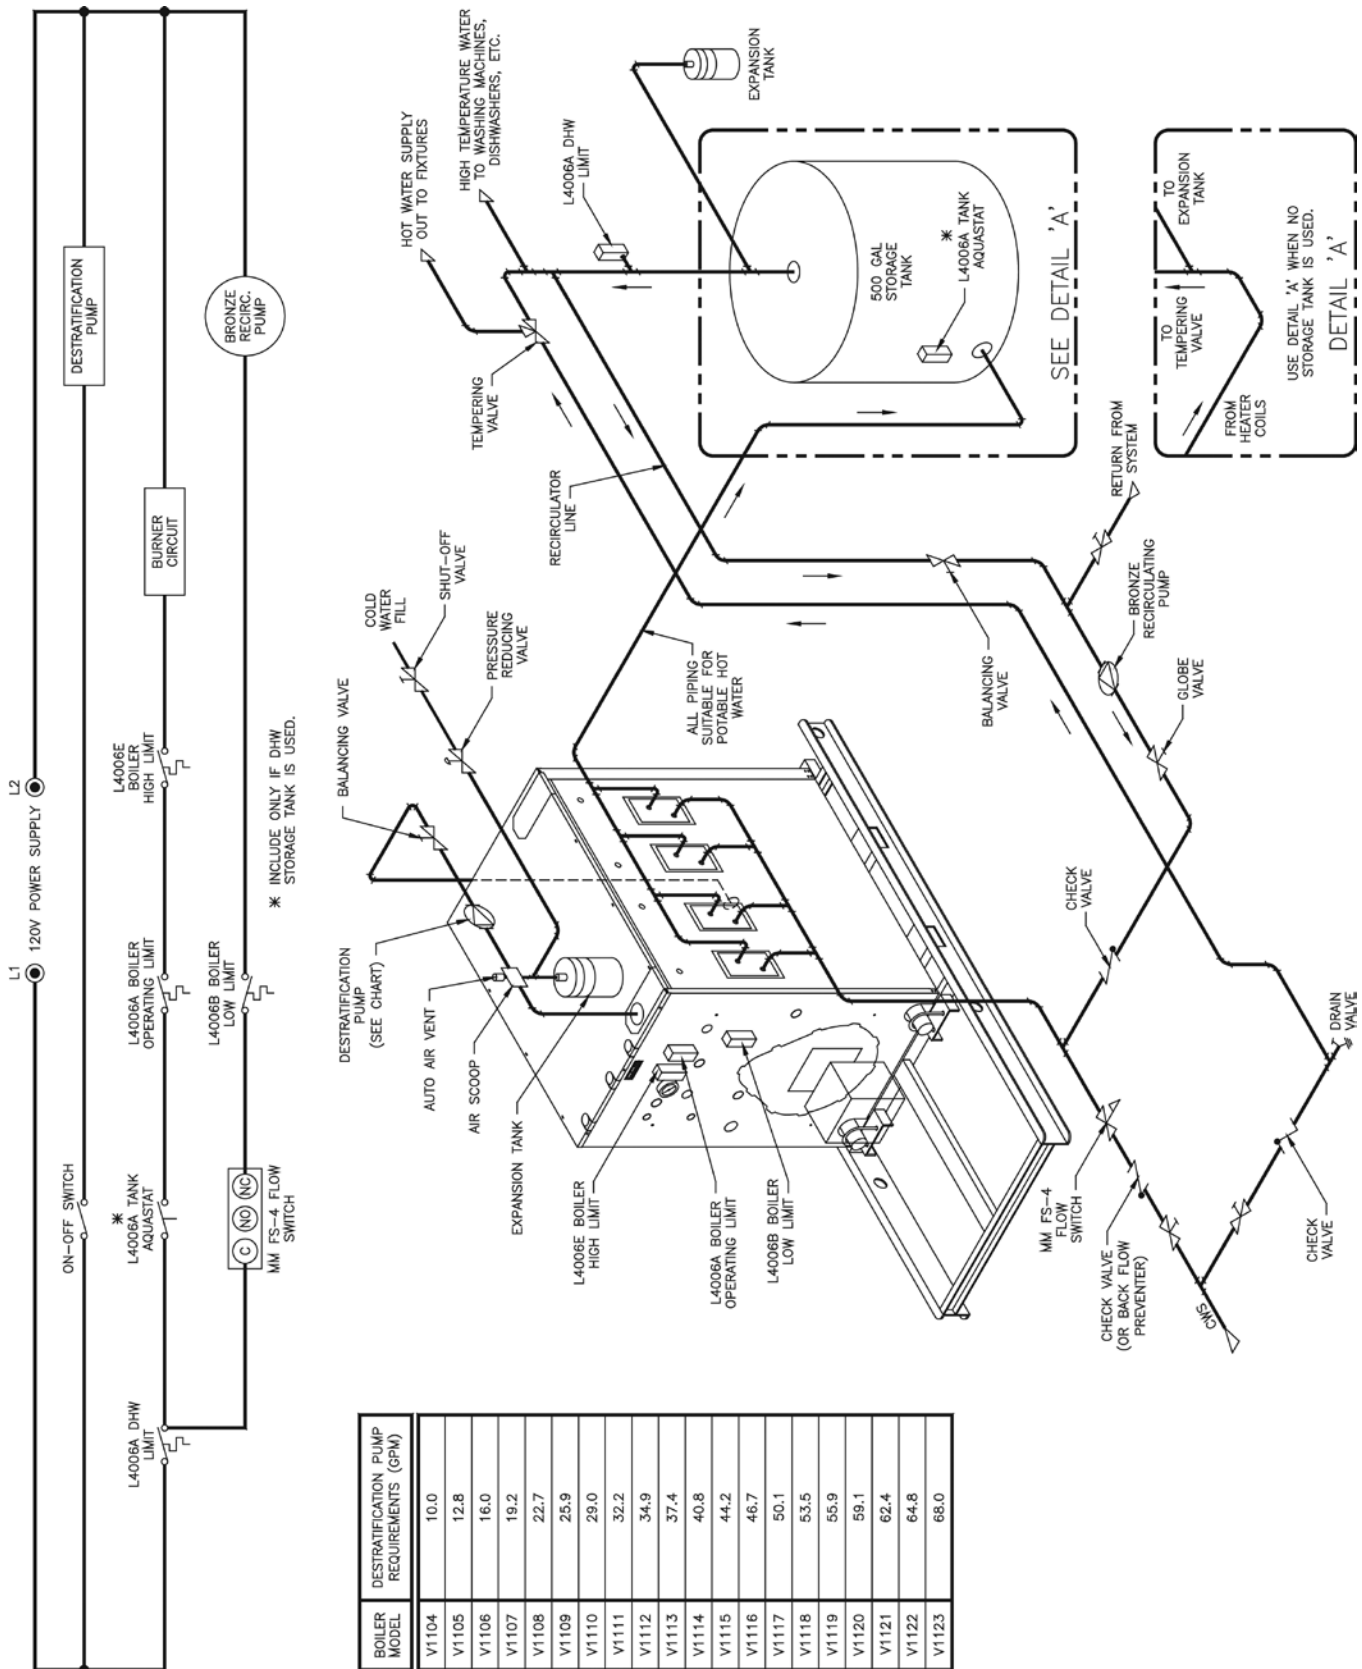 L1
120V POWER SUPPLY
L2
ON-OFF SWITCH
DESTRATIFICATION
PUMP
L4006A DHW
LIMIT
*
L4006A TANK
AQUASTAT
L4006A BOILER
OPERATING LIMIT
L4006E
BOILER
HIGH LIMIT
BURNER
CIRCUIT
C
NO
NC
MM FS-4 FLOW
SWITCH
L4006B BOILER
LOW LIMIT
BRONZE
RECIRC.
PUMP
* INCLUDE ONLY IF DHW
STORAGE TANK IS USED.
BOILER
MODEL
DESTRATIFICATION PUMP
REQUIREMENTS (GPM)
V1104 10.0
V1105 12.8
V1106 16.0
V1107 19.2
V1108 22.7
V1109 25.9
V1110 29.0
V1111 32.2
V1112 34.9
V1113 37.4
V1114 40.8
V1115 44.2
V1116 46.7
V1117 50.1
V1118 53.5
V1119 55.9
V1120 59.1
V1121 62.4
V1122 64.8
V1123 68.0
DESTRATIFICATION
PUMP
(SEE CHART)
AUTO AIR VENT
AIR SCOOP
EXPANSION TANK
L4006E BOILER
HIGH LIMIT
L4006A BOILER
OPERATING LIMIT
L4006B BOILER
LOW LIMIT
BALANCING VALVE
COLD
WATER
FILL
SHUT-OFF
VALVE
PRESSURE
REDUCING
VALVE
TEMPERING
VALVE
RECIRCULATOR
LINE
ALL PIPING
SUITABLE FOR
POTABLE HOT
WATER
HOT WATER SUPPLY
OUT TO FIXTURES
HIGH TEMPERATURE WATER
TO WASHING MACHINES,
DISHWASHERS, ETC.
L4006A DHW
LIMIT
EXPANSION
TANK
500 GAL
STORAGE
TANK
*
L4006A TANK
AQUASTAT
SEE DETAIL 'A'
BALANCING
VALVE
RETURN FROM
SYSTEM
BRONZE
RECIRCULATING
PUMP
GLOBE
VALVE
CHECK
VALVE
MM FS-4
FLOW
SWITCH
CHECK VALVE
(OR BACK FLOW
PREVENTER)
CWS
CHECK
VALVE
DRAIN
VALVE
TO
EXPANSION
TANK
TO
TEMPERING
VALVE
FROM
HEATER
COILS
USE DETAIL 'A' WHEN NO
STORAGE TANK IS USED.
DETAIL 'A'